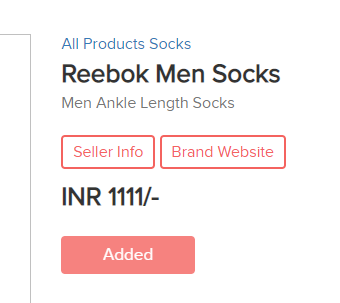 All Products Socks
Reebok Men Socks
Men Ankle Length Socks
Seller Info Brand Website
INR 1111/-
Added